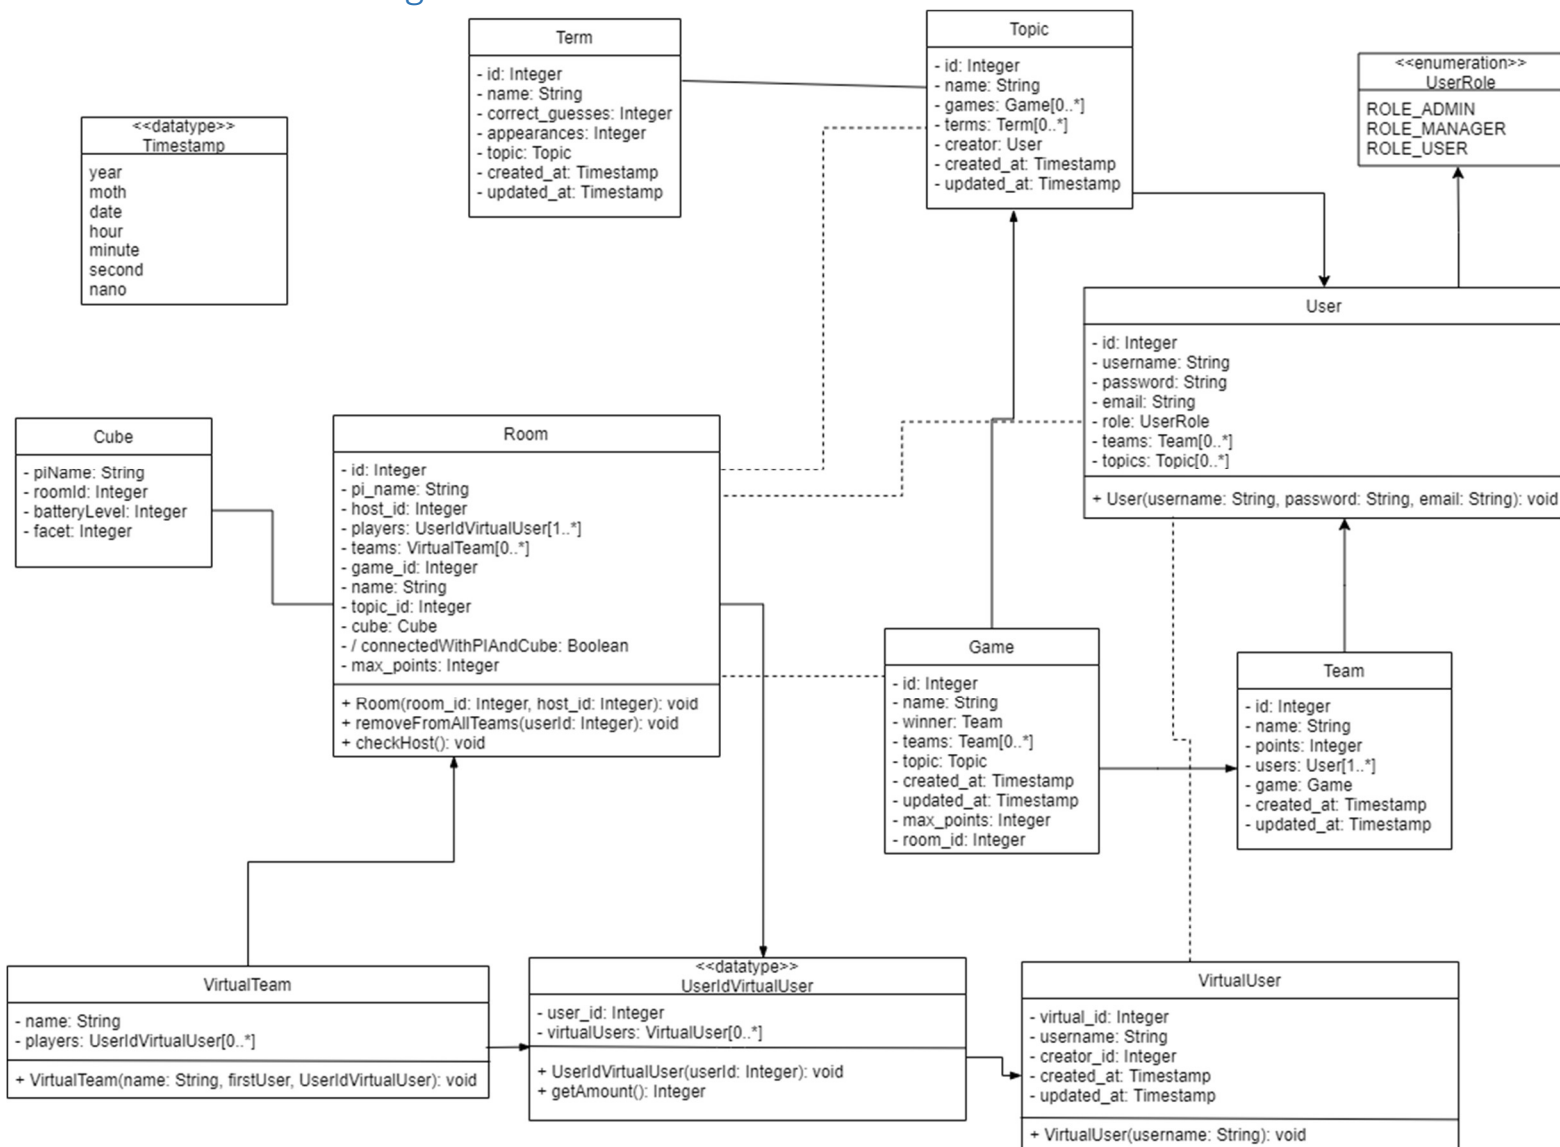 Term
- id: Integer
- name: String
- correct_guesses: Integer
- appearances: Integer
- topic: Topic
- created_at: Timestamp
- updated_at: Timestamp
Topic
- id: Integer
- name: String
- games: Game[0..*]
- terms: Term[0..*]
- creator: User
- created_at: Timestamp
- updated_at: Timestamp
<<enumeration>>
UserRole
ROLE_ADMIN
ROLE_MANAGER
ROLE_USER
<<datatype>>
Timestamp
year
moth
date
hour
minute
second
nano
User
- id: Integer
- username: String
- password: String
- email: String
- role: UserRole
- teams: Team[0..*]
- topics: Topic[0..*]
+ User(username: String, password: String, email: String): void
Cube
- piName: String
- roomId: Integer
- batteryLevel: Integer
- facet: Integer
Room
- id: Integer
- pi_name: String
- host_id: Integer
- players: UserIdVirtualUser[1..*]
- teams: VirtualTeam[0..*]
- game_id: Integer
- name: String
- topic_id: Integer
- cube: Cube
- / connectedWithPIAndCube: Boolean
- max_points: Integer
+ Room(room_id: Integer, host_id: Integer): void
+ removeFromAllTeams(userId: Integer): void
+ checkHost(): void
Game
- id: Integer
- name: String
- winner: Team
- teams: Team[0..*]
- topic: Topic
- created_at: Timestamp
- updated_at: Timestamp
- max_points: Integer
- room_id: Integer
Team
- id: Integer
- name: String
- points: Integer
- users: User[1..*]
- game: Game
- created_at: Timestamp
- updated_at: Timestamp
VirtualTeam
- name: String
- players: UserIdVirtualUser[0..*]
+ VirtualTeam(name: String, firstUser, UserIdVirtualUser): void
<<datatype>>
UserIdVirtualUser
- user_id: Integer
- virtualUsers: VirtualUser[0..*]
+ UserIdVirtualUser(userId: Integer): void
+ getAmount(): Integer
VirtualUser
- virtual_id: Integer
- username: String
- creator_id: Integer
- created_at: Timestamp
- updated_at: Timestamp
+ VirtualUser(username: String): void